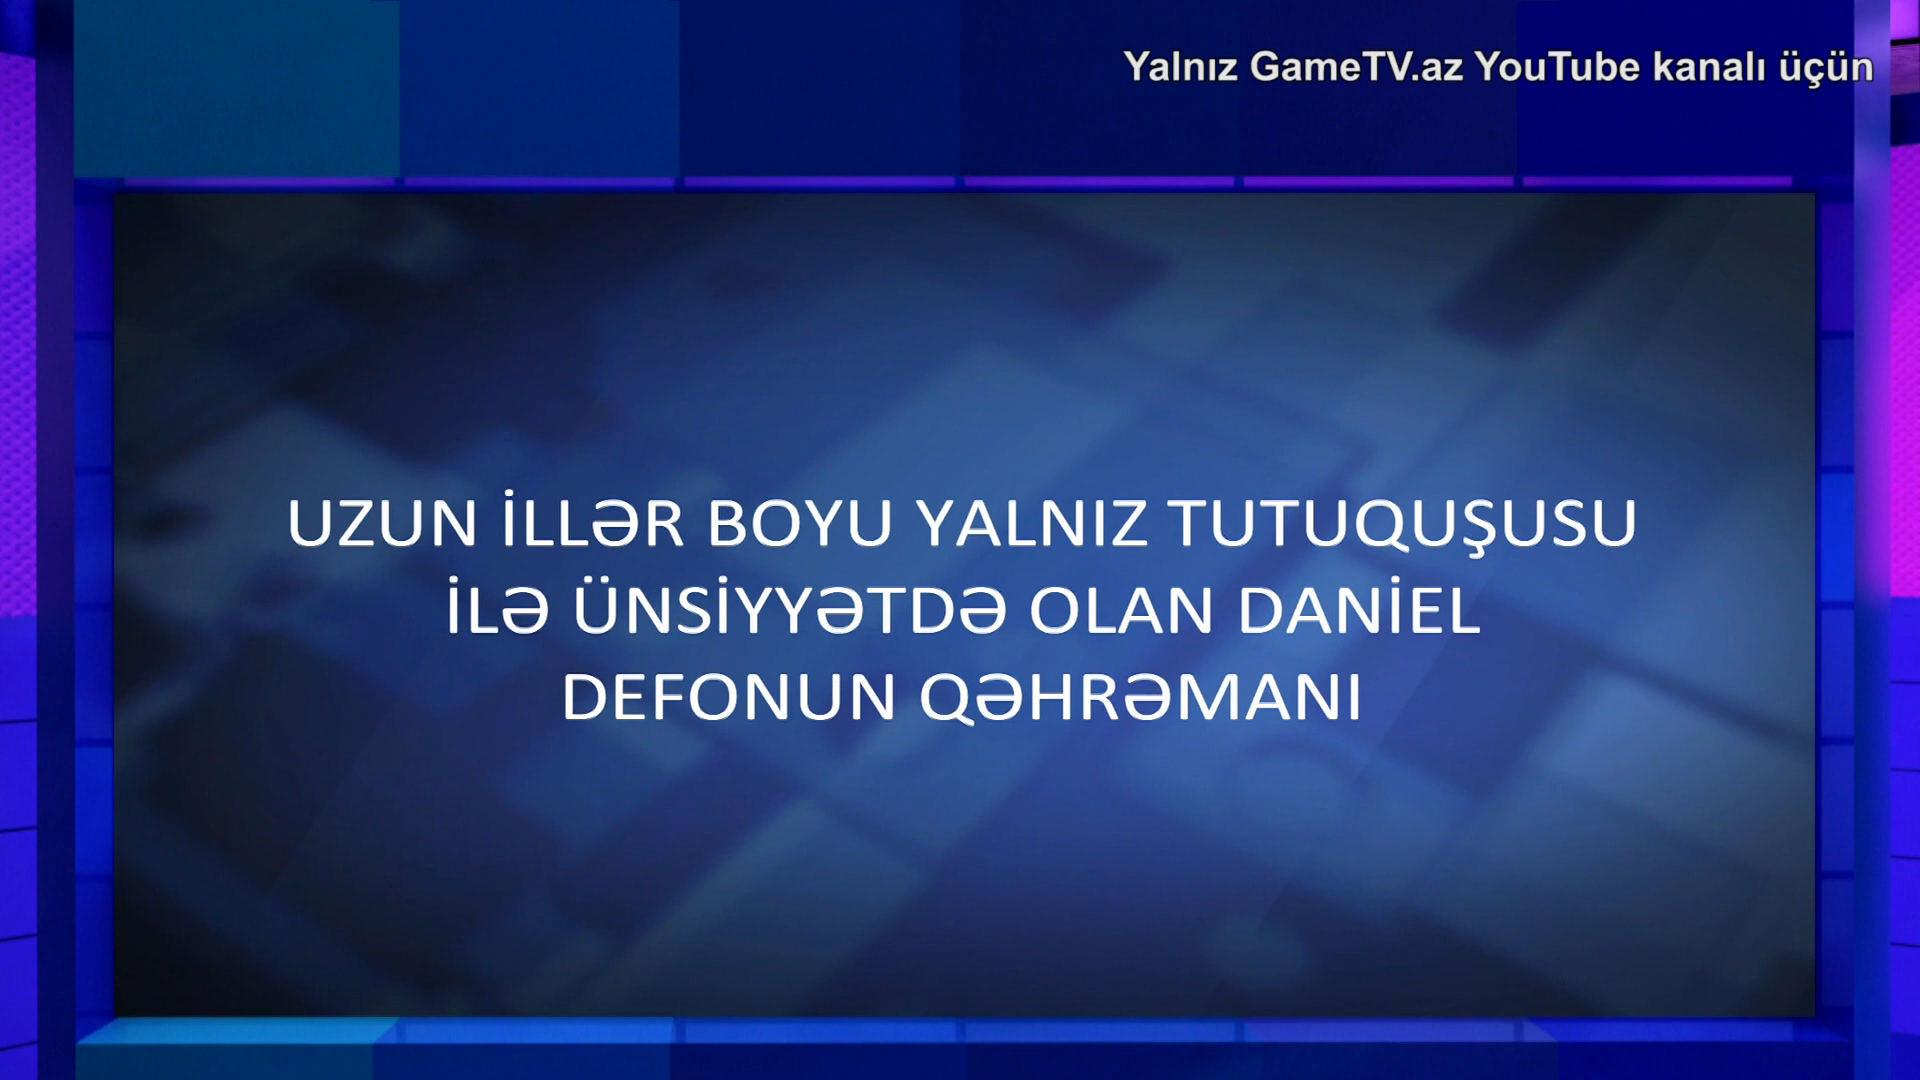 Yalnız GameTV.az YouTube kanalı üçün
UZUN İLLƏR BOYU YALNIZ TUTUQUŞUSU
İLƏ ÜNSİYYƏTDƏ OLAN DANİEL
DEFONUN QƏHRƏMANI